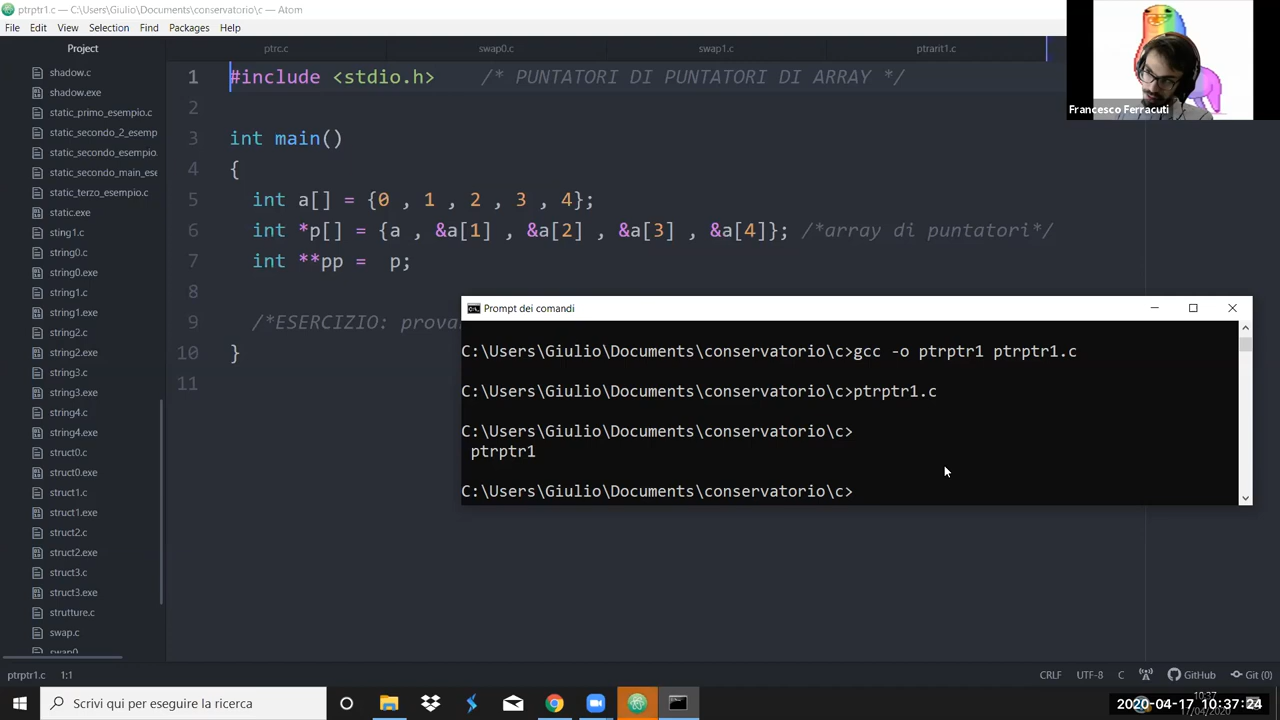 ptrptr1.c — C:\Users\Giulio\Documents\conservatorio\c — Atom
File Edit View Selection Find Packages Help
Project
shadow.c
shadow.exe
static_primo_esempio.c
static_secondo_2_esemp
static_secondo_esempio.
static_secondo_main_ese
static_terzo_esempio.c
static.exe
sting1.c
string0.c
string0.exe
string1.c
string1.exe
string2.c
string2.exe
string3.c
string3.exe
string4.c
string4.exe
struct0.c
struct0.exe
struct1.c
struct1.exe
struct2.c
struct2.exe
struct3.c
struct3.exe
strutture.c
swap.c
swap0
ptrc.c swap0.c swap1.c ptrarit1.c
1 #include <stdio.h> /* PUNTATORI DI PUNTATORI DI ARRAY */
2
3 int main()
4 {
5 int a[] = {0 , 1 , 2 , 3 , 4};
6 int *p[] = {a , &a[1] , &a[2] , &a[3] , &a[4]}; /*array di puntatori*/
7 int **pp = p;
8
9 /*ESERCIZIO: prova
10 }
11
Francesco Ferracuti
Prompt dei comandi
C:\Users\Giulio\Documents\conservatorio\c>gcc -o ptrptr1 ptrptr1.c
C:\Users\Giulio\Documents\conservatorio\c>ptrptr1.c
C:\Users\Giulio\Documents\conservatorio\c>
ptrptr1
C:\Users\Giulio\Documents\conservatorio\c>
ptrptr1.c 1:1
CRLF UTF-8 C GitHub Git (0)
Scrivi qui per eseguire la ricerca
10:37
17/04/2020
2020-04-17 10:37:24